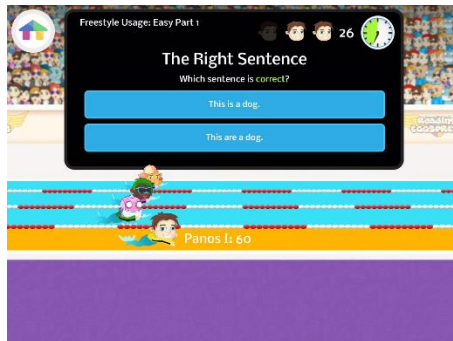 Freestyle Usage: Easy Part 1
26
The Right Sentence
Which sentence is correct?
This is a dog.
This are a dog.
Panos I: 60